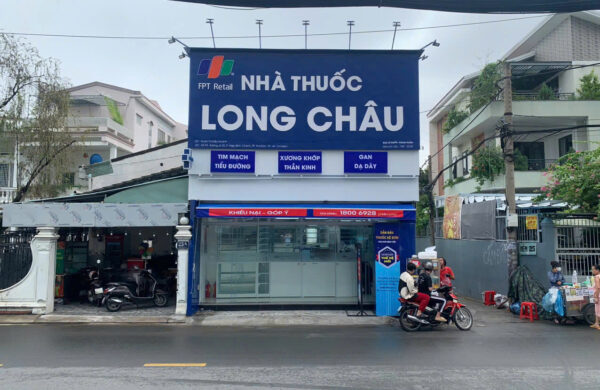 FPT Retail
NHÀ THUỐC
LONG CHÂU
TIM MẠCH
TIỂU ĐƯỜNG
XƯƠNG KHỚP
THẦN KINH
GAN
DẠ DÀY
KHIẾU NẠI - GÓP Ý
1800 6928